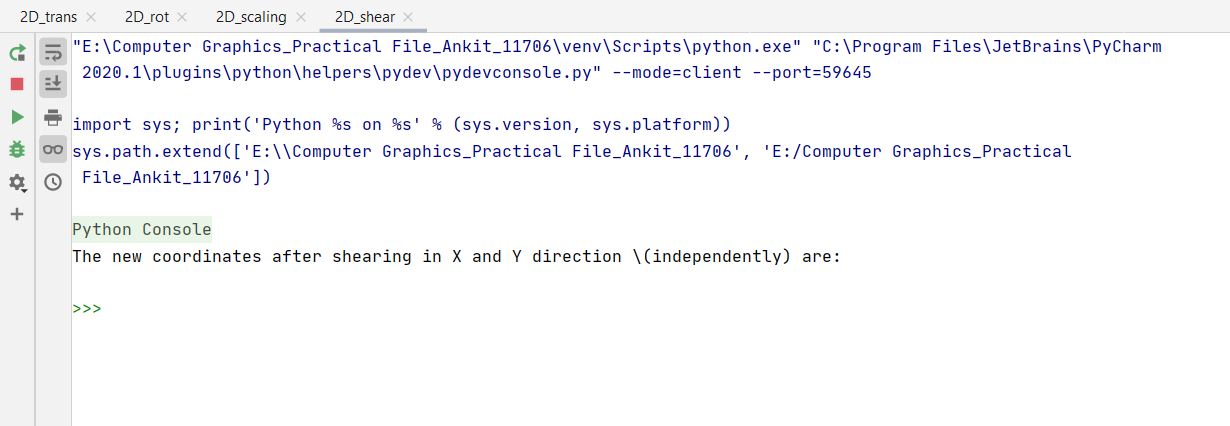 2D_trans 2D_rot 2D_scaling 2D_shear
"E:\Computer Graphics_Practical File_Ankit_11706\venv\Scripts\python.exe" "C:\Program Files\JetBrains\PyCharm
2020.1\plugins\python\helpers\pydev\pydevconsole.py" --mode=client --port=59645
import sys; print('Python %s on %s' % (sys.version, sys.platform))
sys.path.extend(['E:\\Computer Graphics_Practical File_Ankit_11706', 'E:/Computer Graphics_Practical
File_Ankit_11706'])
Python Console
The new coordinates after shearing in X and Y direction \(independently) are:
>>>